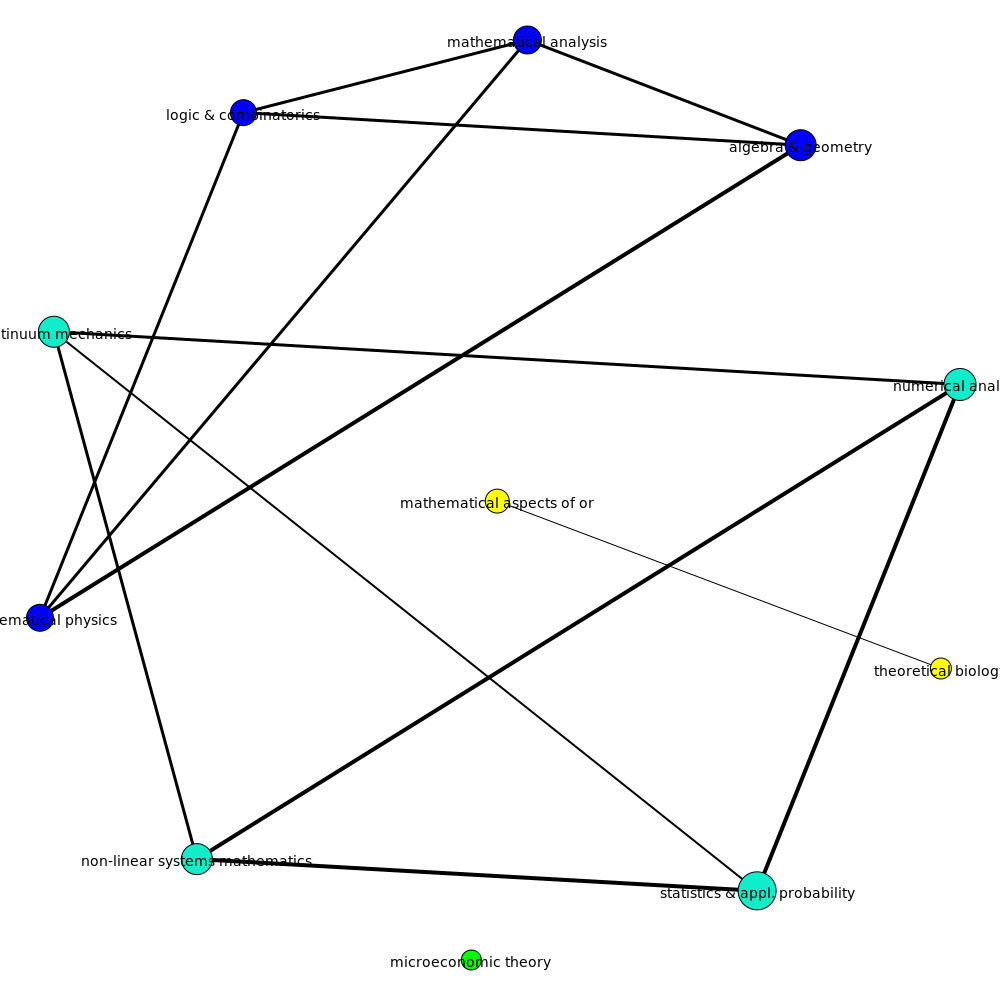 mathematical analysis
logic & combinatorics
algebra & geometry
tinuum mechanics
numerical anal
mathematical aspects of or
ematical physics
theoretical biolog
non-linear systems mathematics
statistics & appl. probability
microeconomic theory